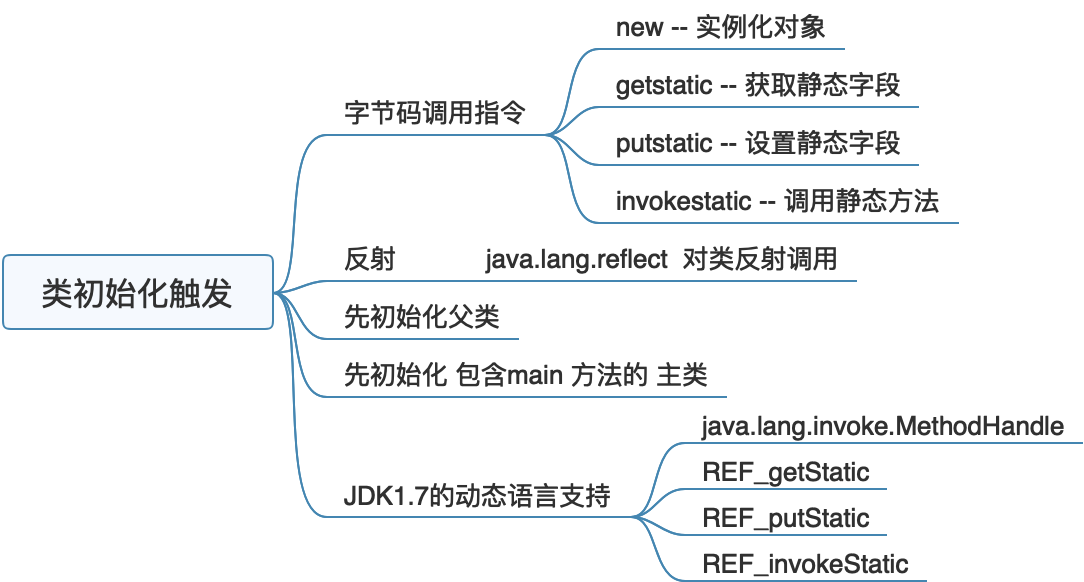 类初始化触发
字节码调用指令
new -- 实例化对象
getstatic -- 获取静态字段
putstatic -- 设置静态字段
invokestatic -- 调用静态方法
反射 java.lang.reflect 对类反射调用
先初始化父类
先初始化 包含main 方法的 主类
JDK1.7的动态语言支持
java.lang.invoke.MethodHandle
REF_getStatic
REF_putStatic
REF_invokeStatic